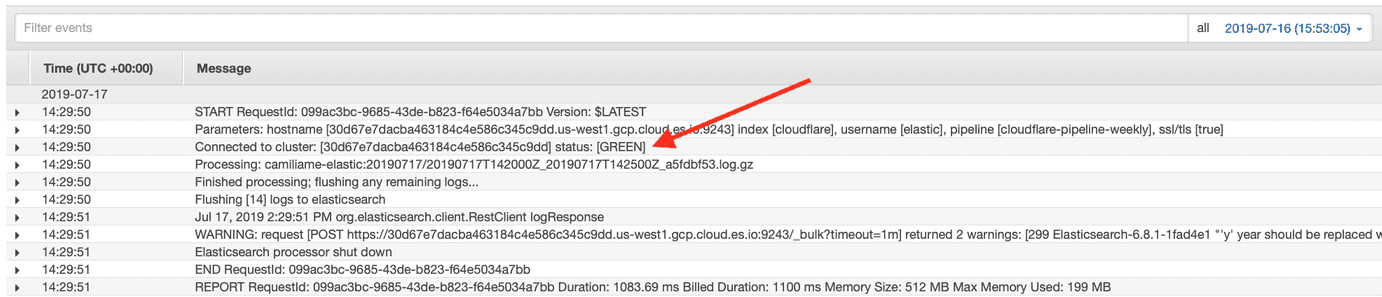 Filter events all 2019-07-16 (15:53:05)
Time (UTC +00:00) Message
2019-07-17
14:29:50 START RequestId: 099ac3bc-9685-43de-b823-f64e5034a7bb Version: $LATEST
14:29:50 Parameters: hostname [30d67e7dacba463184c4e586c345c9dd.us-west1.gcp.cloud.es.io:9243] index [cloudflare], username [elastic], pipeline [cloudflare-pipeline-weekly], ssl/tls [true]
14:29:50 Connected to cluster: [30d67e7dacba463184c4e586c345c9dd] status: [GREEN]
14:29:50 Processing: camiliame-elastic:20190717/20190717T142000Z_20190717T142500Z_a5fdbf53.log.gz
14:29:50 Finished processing; flushing any remaining logs...
14:29:50 Flushing [14] logs to elasticsearch
14:29:51 Jul 17, 2019 2:29:51 PM org.elasticsearch.client.RestClient logResponse
14:29:51 WARNING: request [POST https://30d67e7dacba463184c4e586c345c9dd.us-west1.gcp.cloud.es.io:9243/_bulk?timeout=1m] returned 2 warnings: [299 Elasticsearch-6.8.1-1fad4e1 "'y' year should be replaced w
14:29:51 Elasticsearch processor shut down
14:29:51 END RequestId: 099ac3bc-9685-43de-b823-f64e5034a7bb
14:29:51 REPORT RequestId: 099ac3bc-9685-43de-b823-f64e5034a7bb Duration: 1083.69 ms Billed Duration: 1100 ms Memory Size: 512 MB Max Memory Used: 199 MB